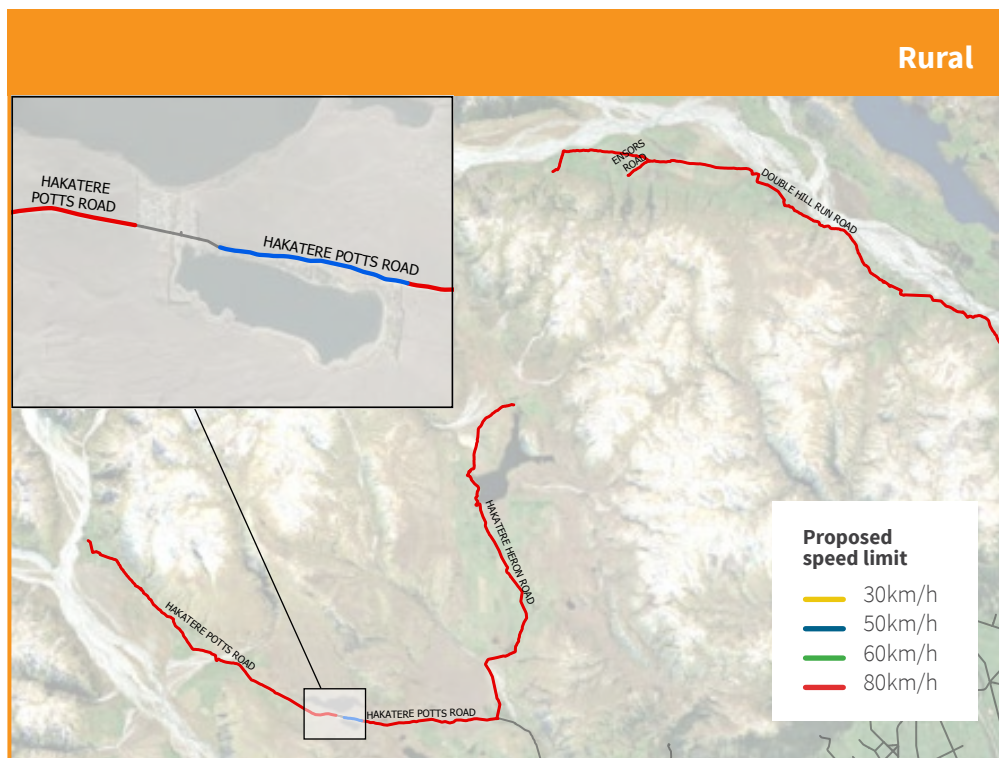 Rural
HAKATERE
POTTS ROAD
HAKATERE POTTS ROAD
ENSORS
ROAD
DOUBLE HILL RUN ROAD
HAKATERE HERON ROAD
HAKATERE POTTS ROAD
HAKATERE POTTS ROAD
Proposed
speed limit
30km/h
50km/h
60km/h
80km/h